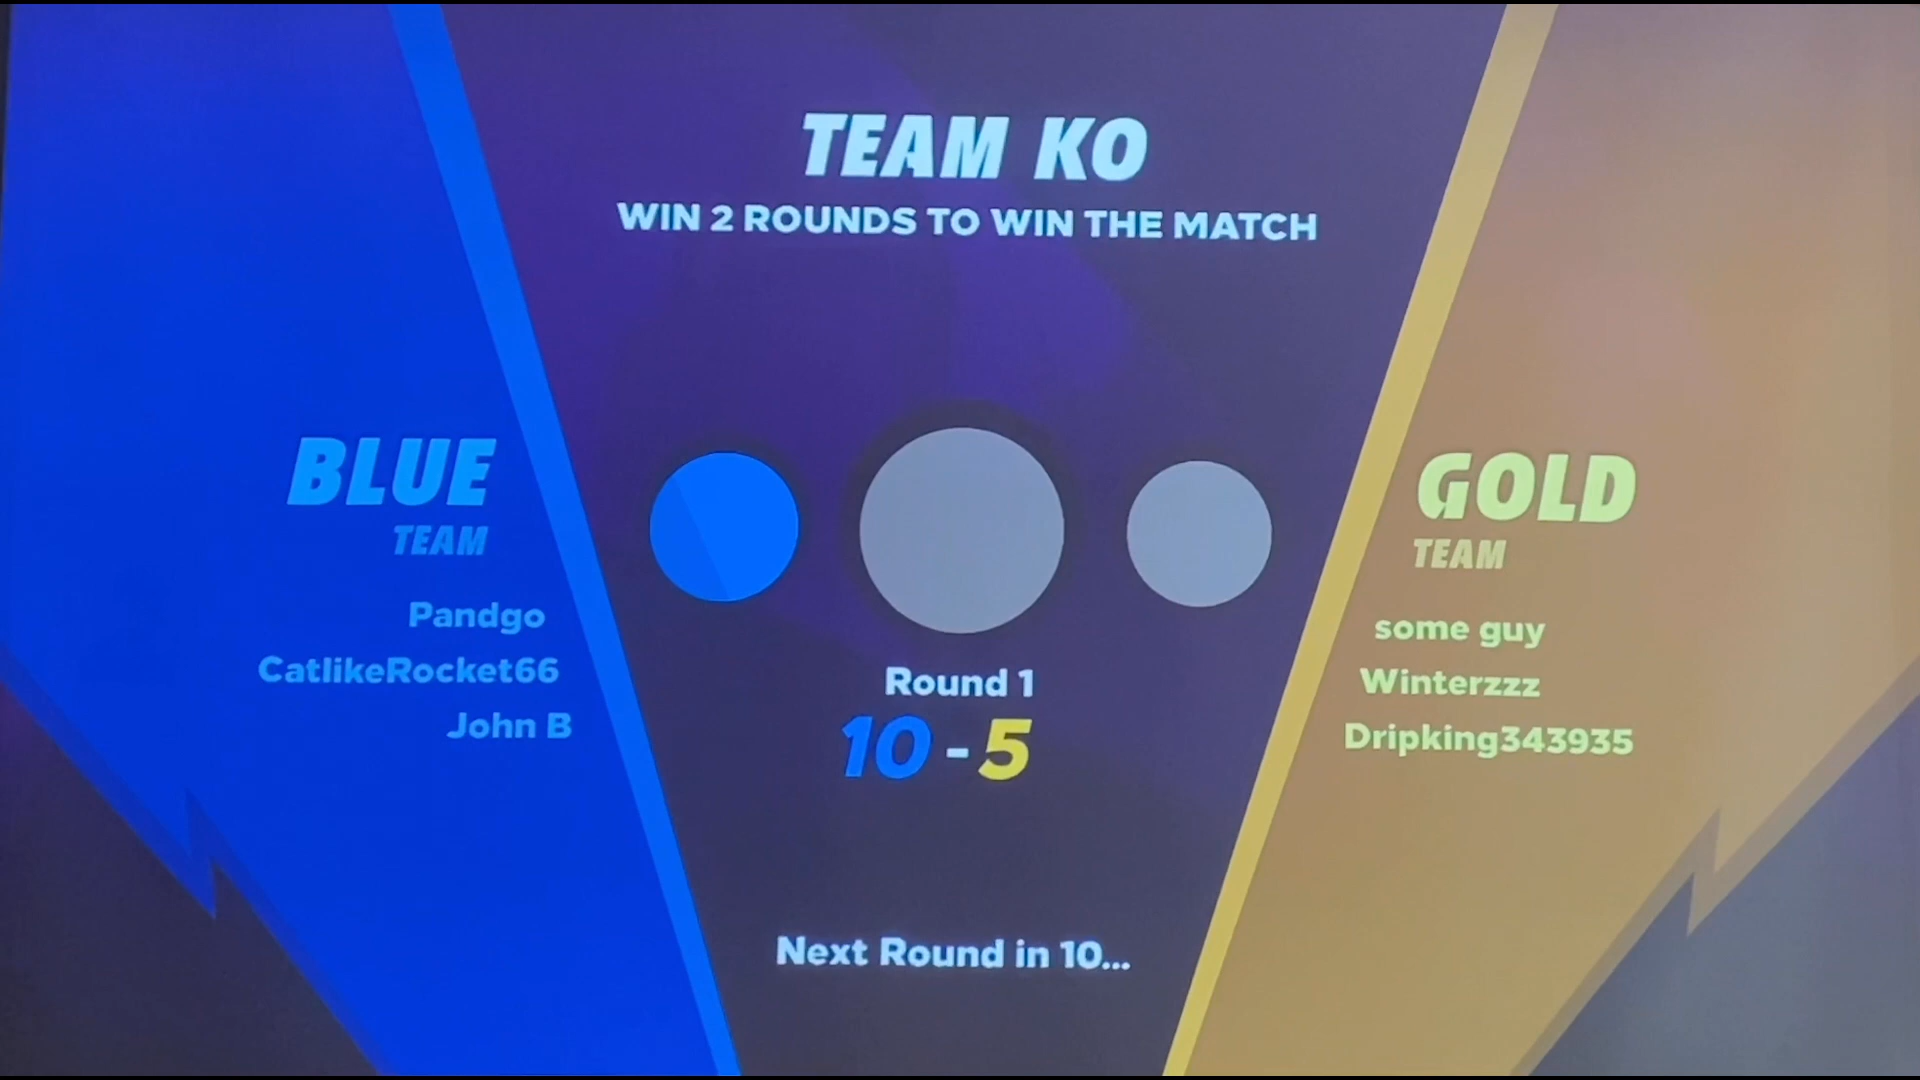 TEAM KO
WIN 2 ROUNDS TO WIN THE MATCH
BLUE
TEAM
Pandgo
CatlikeRocket66
John B
Round 1
10 - 5
GOLD
TEAM
some guy
Winterzzz
Dripking343935
Next Round in 10...